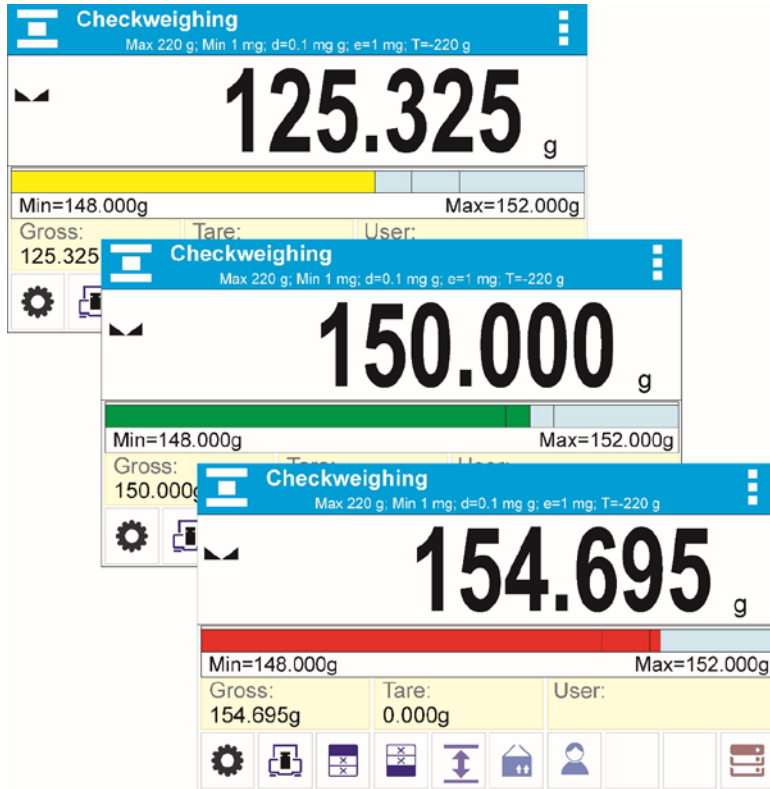 Checkweighing
Max 220 g; Min 1 mg; d=0.1 mg g; e=1 mg; T=-220 g
125.325 g
Min=148.000g Max=152.000g
Gross: Tare: User:
125.325
Checkweighing
Max 220 g; Min 1 mg; d=0.1 mg g; e=1 mg; T=-220 g
150.000 g
Min=148.000g Max=152.000g
Gross:
150.000g
Checkweighing
Max 220 g; Min 1 mg; d=0.1 mg g; e=1 mg; T=-220 g
154.695 g
Min=148.000g Max=152.000g
Gross: Tare: User:
154.695g 0.000g